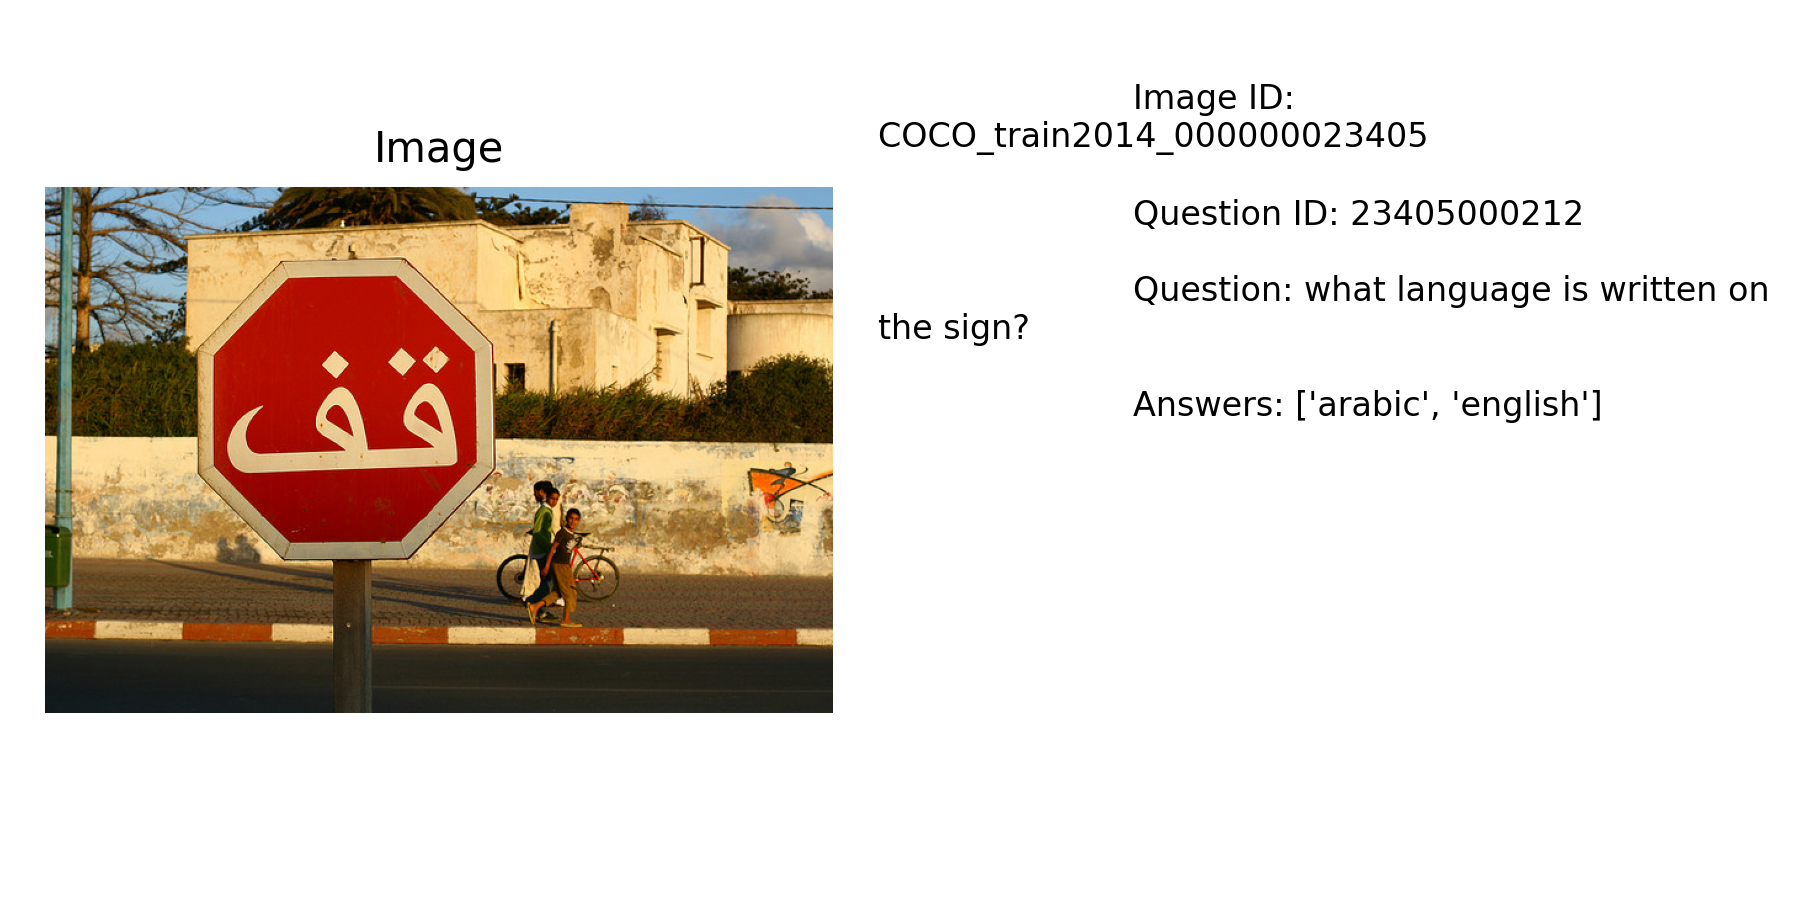 Image
قف
Image ID:
COCO_train2014_000000023405
Question ID: 23405000212
Question: what language is written on
the sign?
Answers: ['arabic', 'english']